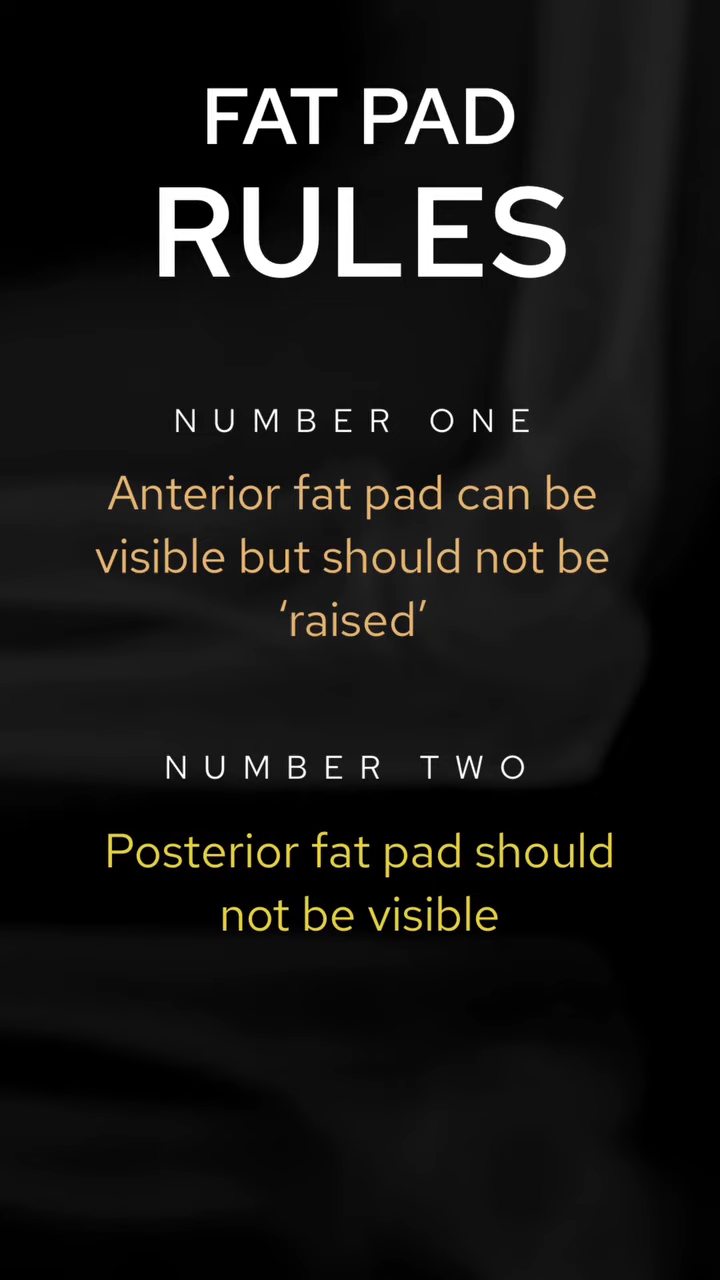 FAT PAD
RULES
NUMBER ONE
Anterior fat pad can be
visible but should not be
‘raised’
NUMBER TWO
Posterior fat pad should
not be visible